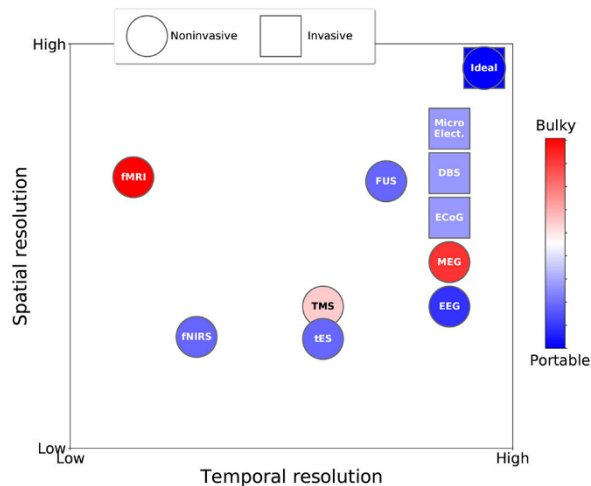 Noninvasive
Invasive
High
Ideal
Micro
Elect.
Bulky
fMRI
FUS
DBS
ECoG
MEG
TMS
EEG
fNIRS
tES
Portable
Spatial resolution
Low
Low
High
Temporal resolution